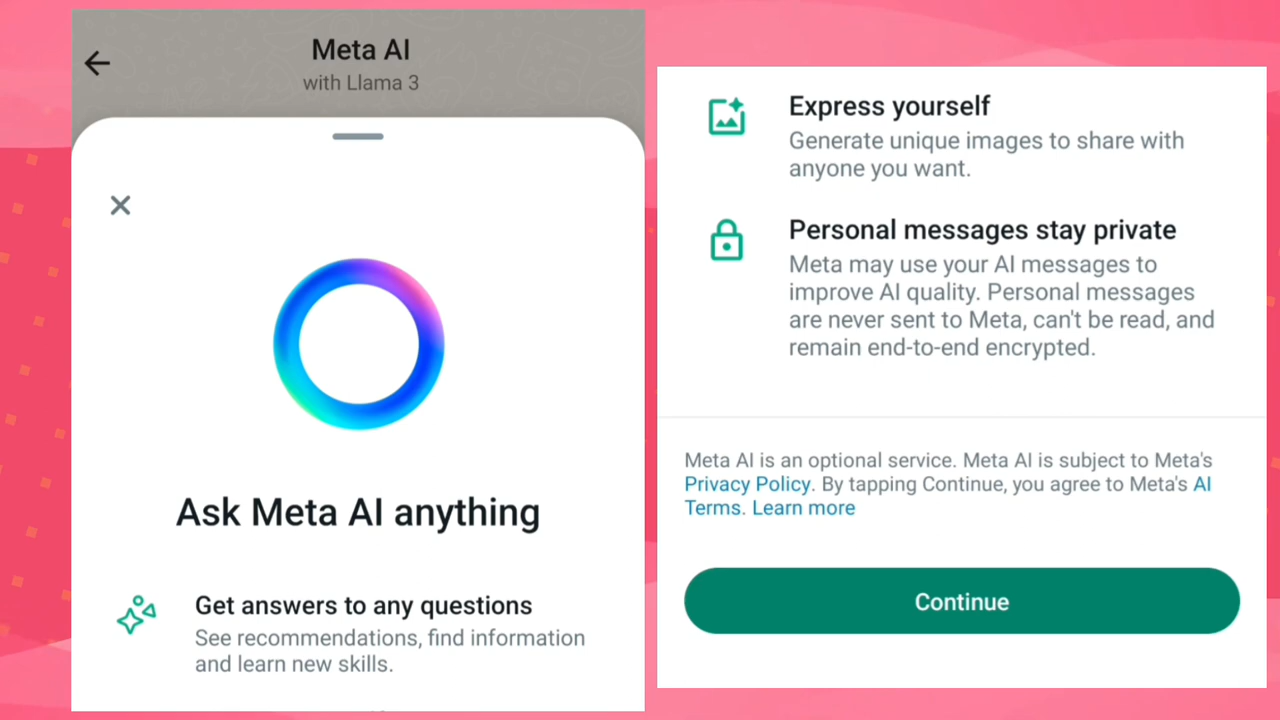 Meta AI
with Llama 3
Ask Meta AI anything
Get answers to any questions
See recommendations, find information
and learn new skills.
Express yourself
Generate unique images to share with
anyone you want.
Personal messages stay private
Meta may use your AI messages to
improve AI quality. Personal messages
are never sent to Meta, can't be read, and
remain end-to-end encrypted.
Meta AI is an optional service. Meta AI is subject to Meta's
Privacy Policy. By tapping Continue, you agree to Meta's AI
Terms. Learn more
Continue